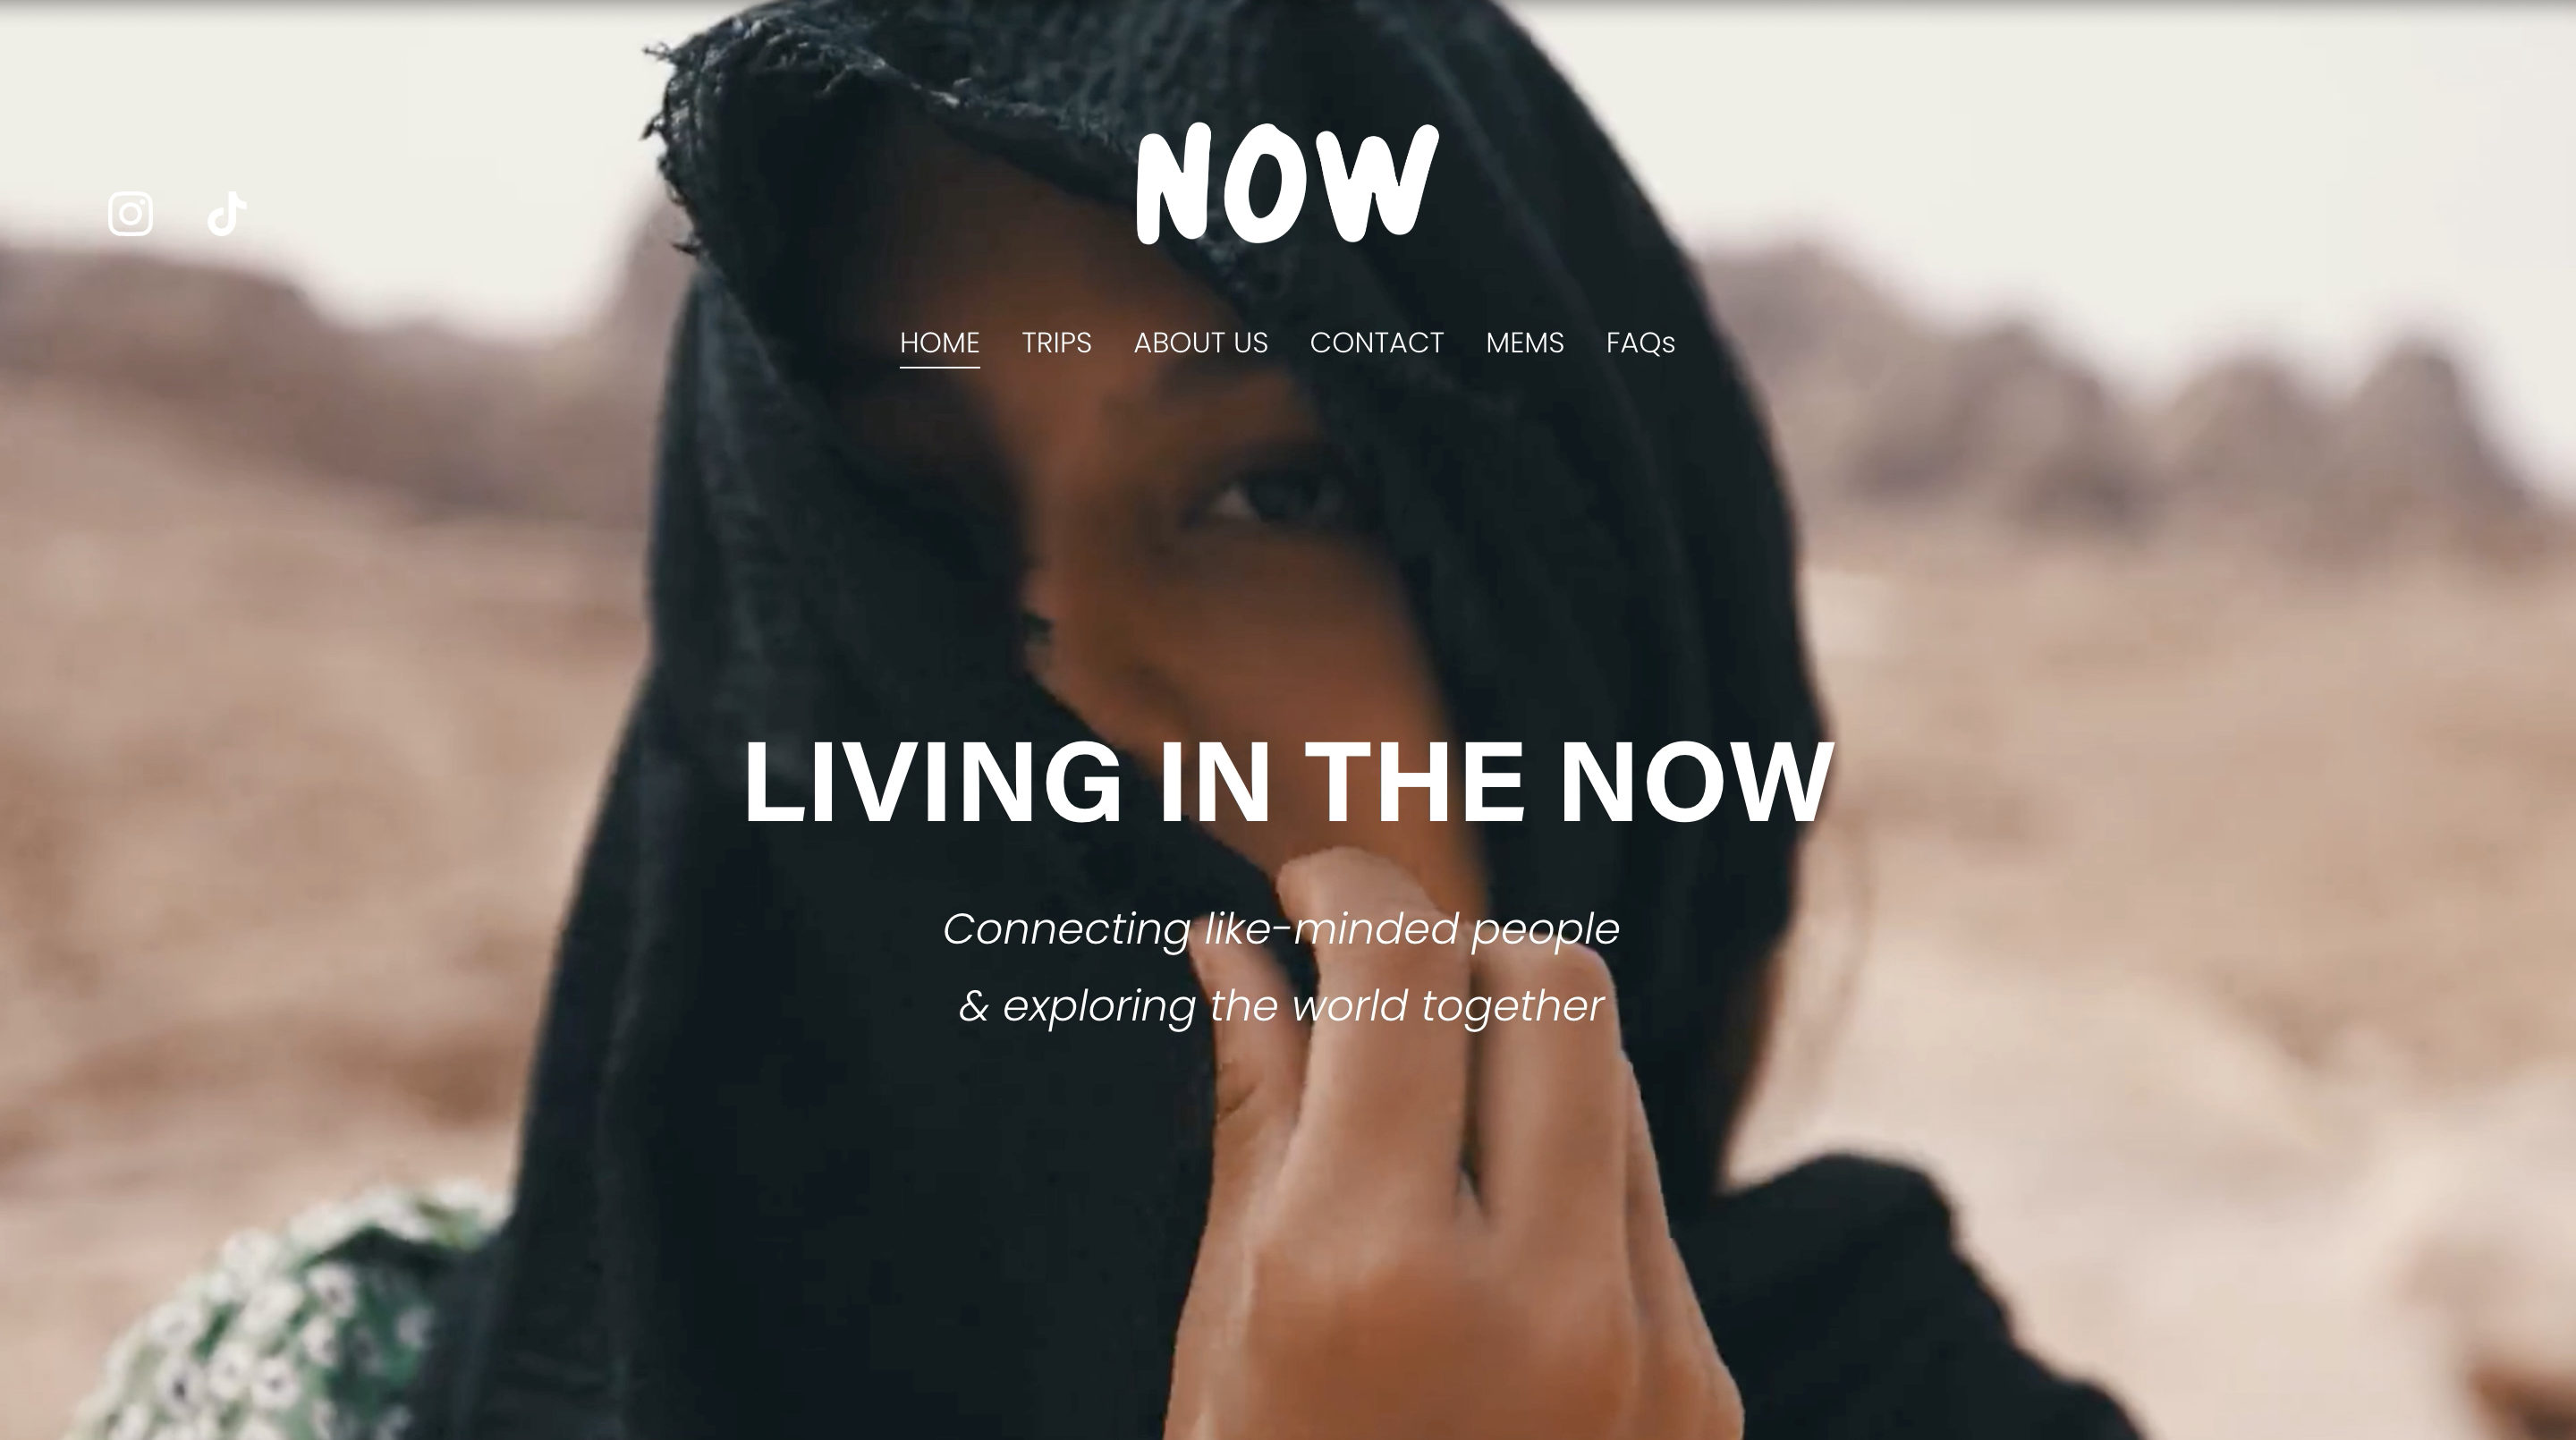 NOW
HOME TRIPS ABOUT US CONTACT MEMS FAQs
LIVING IN THE NOW
Connecting like-minded people
& exploring the world together